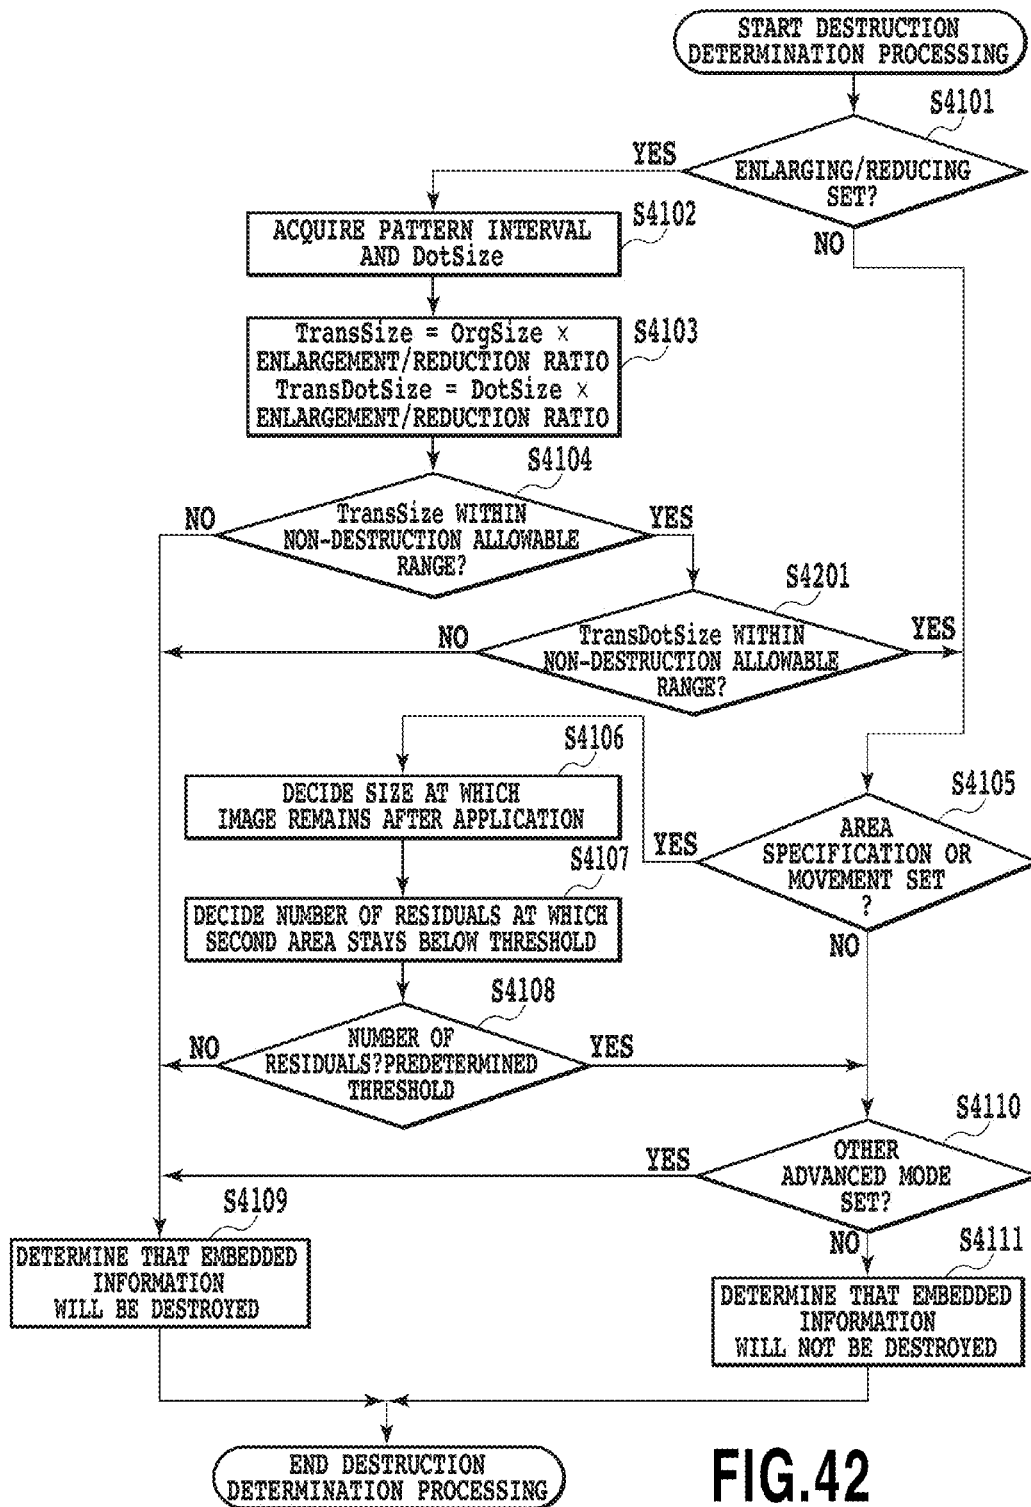 START DESTRUCTION
DETERMINATION PROCESSING
S4101
ENLARGING/REDUCING
SET?
YES
NO
S4102
ACQUIRE PATTERN INTERVAL
AND DotSize
S4103
TransSize = OrgSize ×
ENLARGEMENT/REDUCTION RATIO
TransDotSize = DotSize ×
ENLARGEMENT/REDUCTION RATIO
S4104
TransSize WITHIN
NON-DESTRUCTION ALLOWABLE
RANGE?
NO
YES
S4201
TransDotSize WITHIN
NON-DESTRUCTION ALLOWABLE
RANGE?
NO
YES
S4105
AREA
SPECIFICATION OR
MOVEMENT SET
?
YES
NO
S4106
DECIDE SIZE AT WHICH
IMAGE REMAINS AFTER APPLICATION
S4107
DECIDE NUMBER OF RESIDUALS AT WHICH
SECOND AREA STAYS BELOW THRESHOLD
S4108
NUMBER OF
RESIDUALS?PREDETERMINED
THRESHOLD
NO
YES
S4110
OTHER
ADVANCED MODE
SET?
YES
NO
S4109
DETERMINE THAT EMBEDDED
INFORMATION
WILL BE DESTROYED
S4111
DETERMINE THAT EMBEDDED
INFORMATION
WILL NOT BE DESTROYED
END DESTRUCTION
DETERMINATION PROCESSING
FIG.42